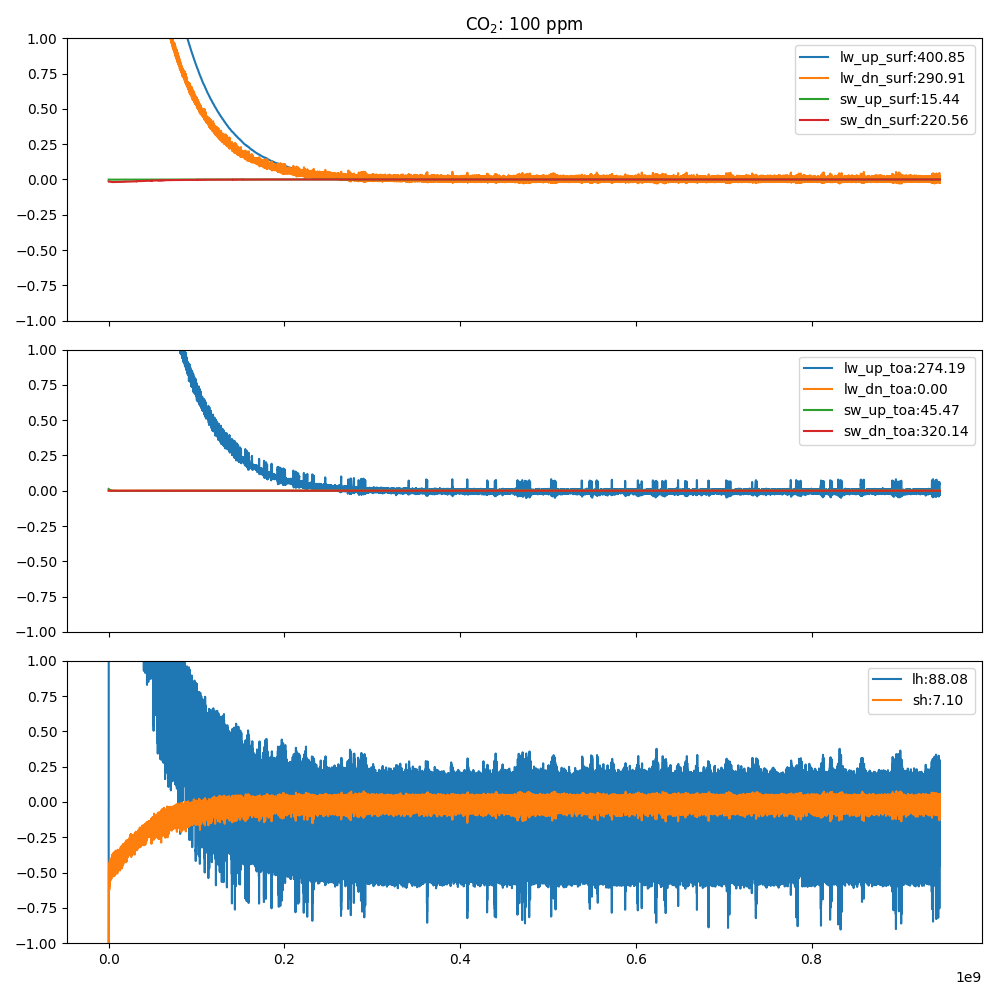 CO₂: 100 ppm
1.00
0.75
0.50
0.25
0.00
−0.25
−0.50
−0.75
−1.00
lw_up_surf:400.85
lw_dn_surf:290.91
sw_up_surf:15.44
sw_dn_surf:220.56
1.00
0.75
0.50
0.25
0.00
−0.25
−0.50
−0.75
−1.00
lw_up_toa:274.19
lw_dn_toa:0.00
sw_up_toa:45.47
sw_dn_toa:320.14
1.00
0.75
0.50
0.25
0.00
−0.25
−0.50
−0.75
−1.00
lh:88.08
sh:7.10
0.0 0.2 0.4 0.6 0.8
1e9